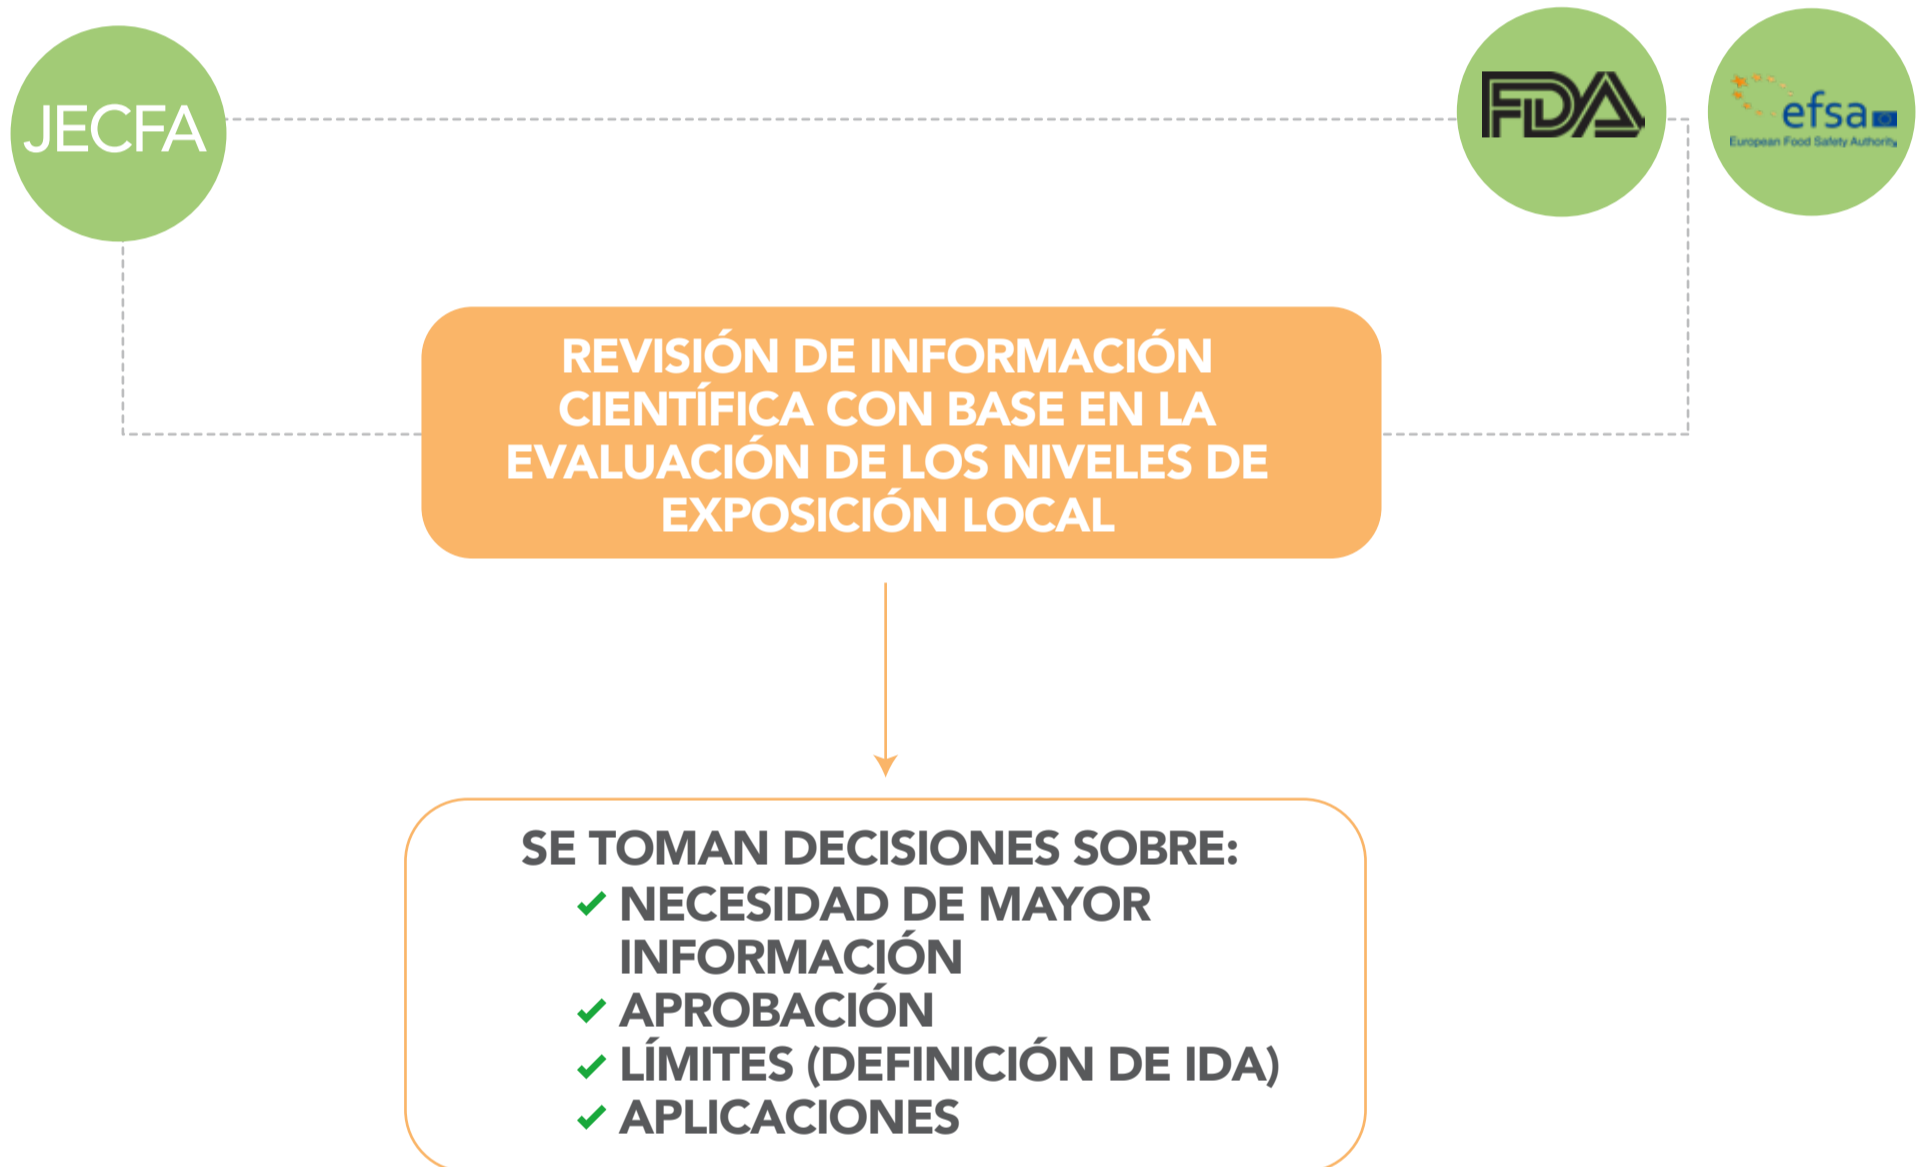 JECFA
FDA
efsa
European Food Safety Authority
REVISIÓN DE INFORMACIÓN
CIENTÍFICA CON BASE EN LA
EVALUACIÓN DE LOS NIVELES DE
EXPOSICIÓN LOCAL
SE TOMAN DECISIONES SOBRE:
NECESIDAD DE MAYOR
INFORMACIÓN
APROBACIÓN
LÍMITES (DEFINICIÓN DE IDA)
APLICACIONES